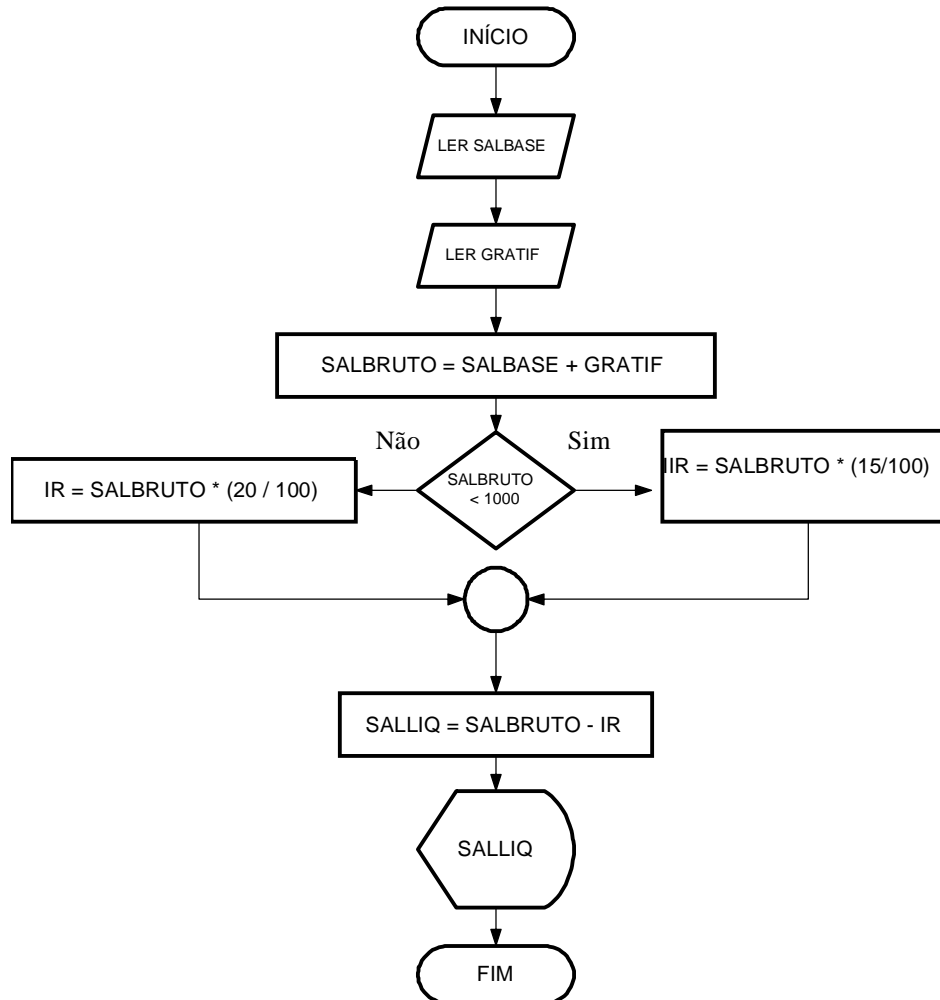 INÍCIO
LER SALBASE
LER GRATIF
SALBRUTO = SALBASE + GRATIF
Não
Sim
IR = SALBRUTO * (20 / 100)
SALBRUTO
< 1000
IIR = SALBRUTO * (15/100)
SALLIQ = SALBRUTO - IR
SALLIQ
FIM